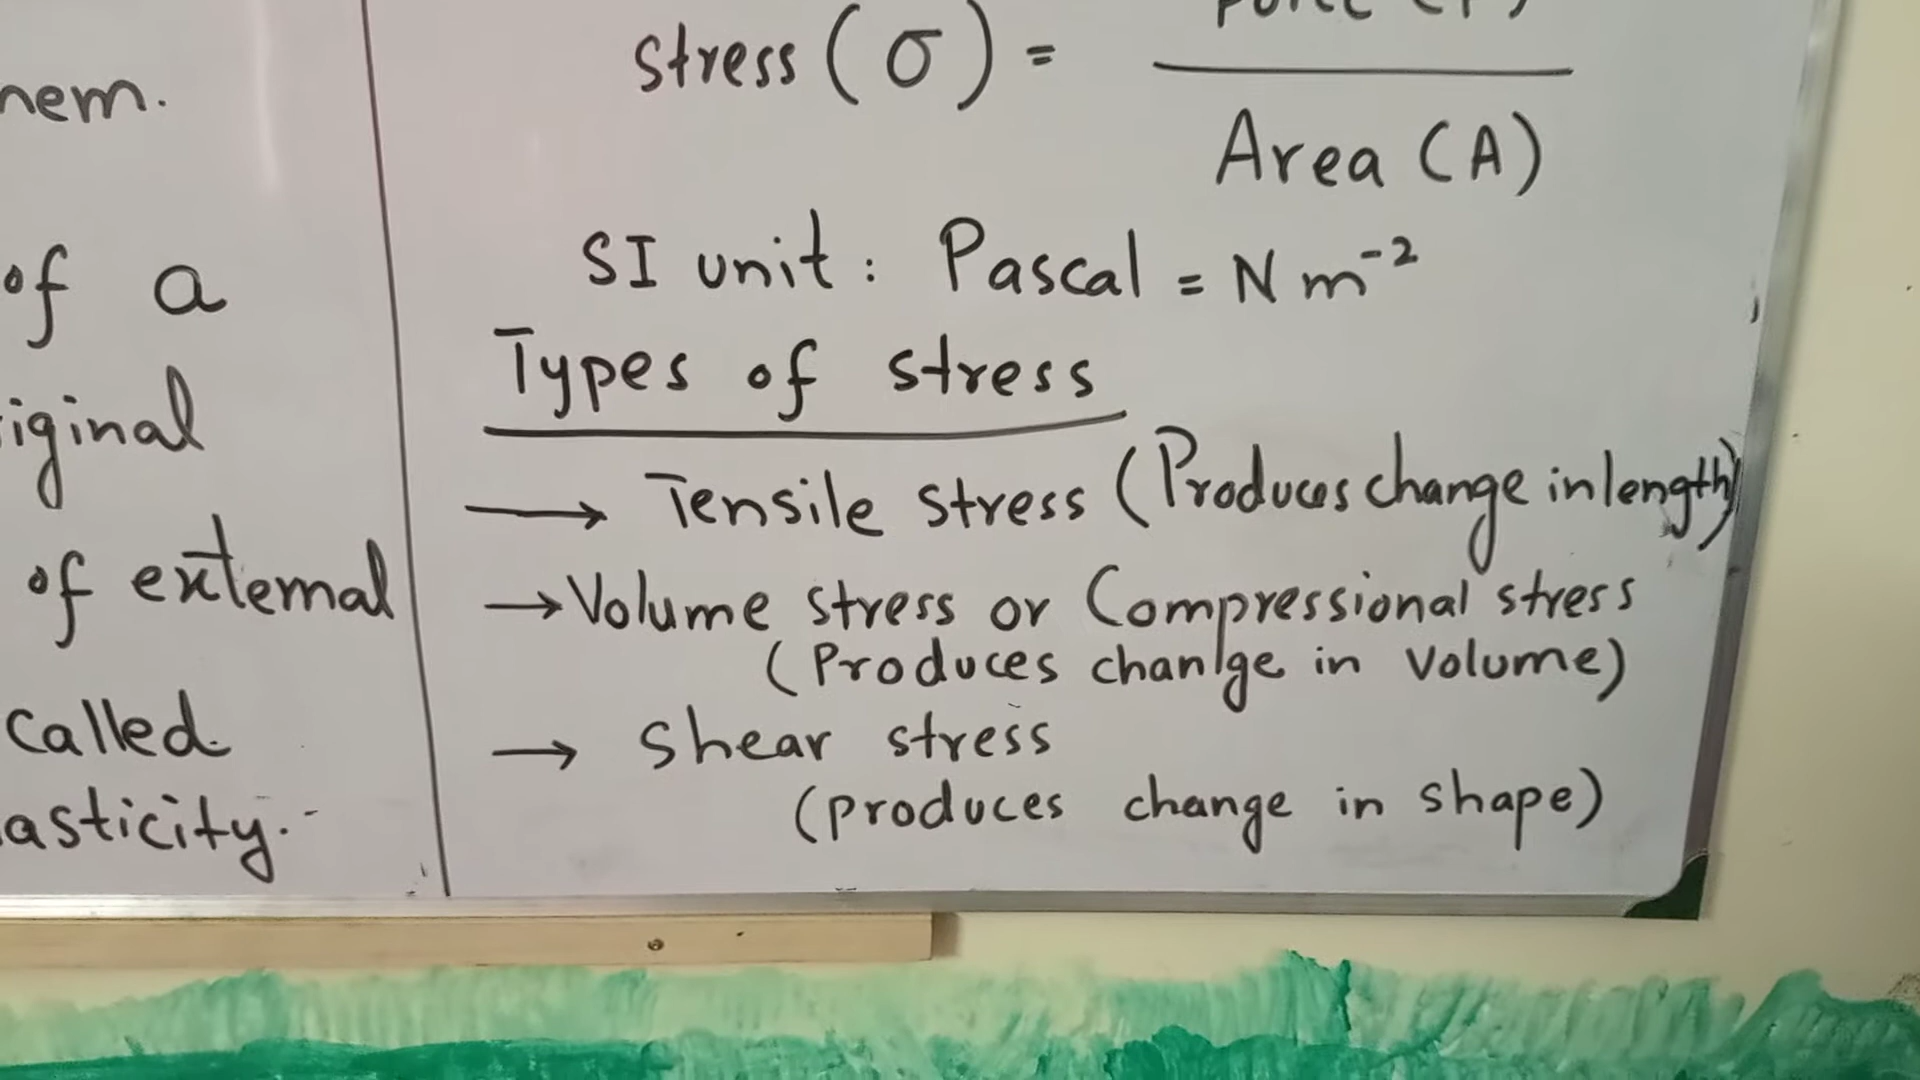 nem.
of a
iginal
of external
called
asticity.
stress (σ) = Force (F)
Area (A)
SI unit : Pascal = N m⁻²
Types of stress
→ Tensile stress (Produces change in length)
→ Volume stress or Compressional stress
(Produces change in volume)
→ Shear stress
(produces change in shape)